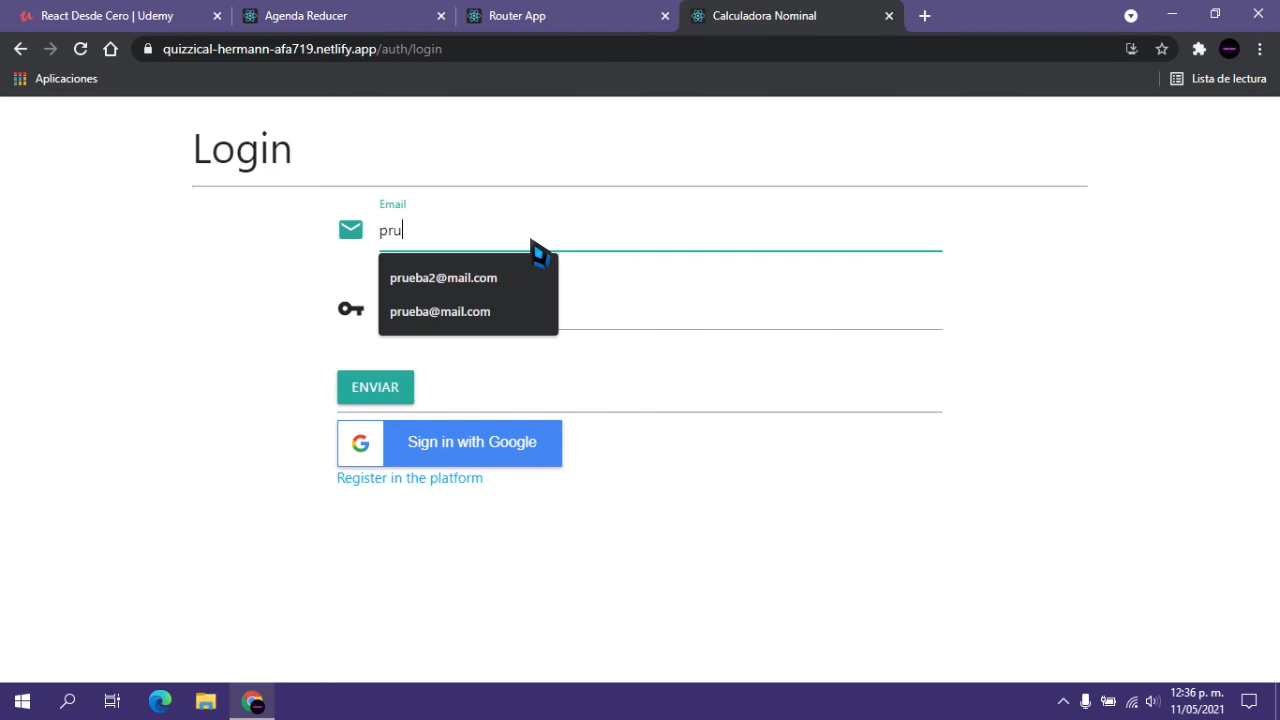 React Desde Cero | Udemy
Agenda Reducer
Router App
Calculadora Nominal
quizzical-hermann-afa719.netlify.app/auth/login
Aplicaciones
Lista de lectura
Login
Email
pru
prueba2@mail.com
prueba@mail.com
ENVIAR
G Sign in with Google
Register in the platform
12:36 p. m.
11/05/2021